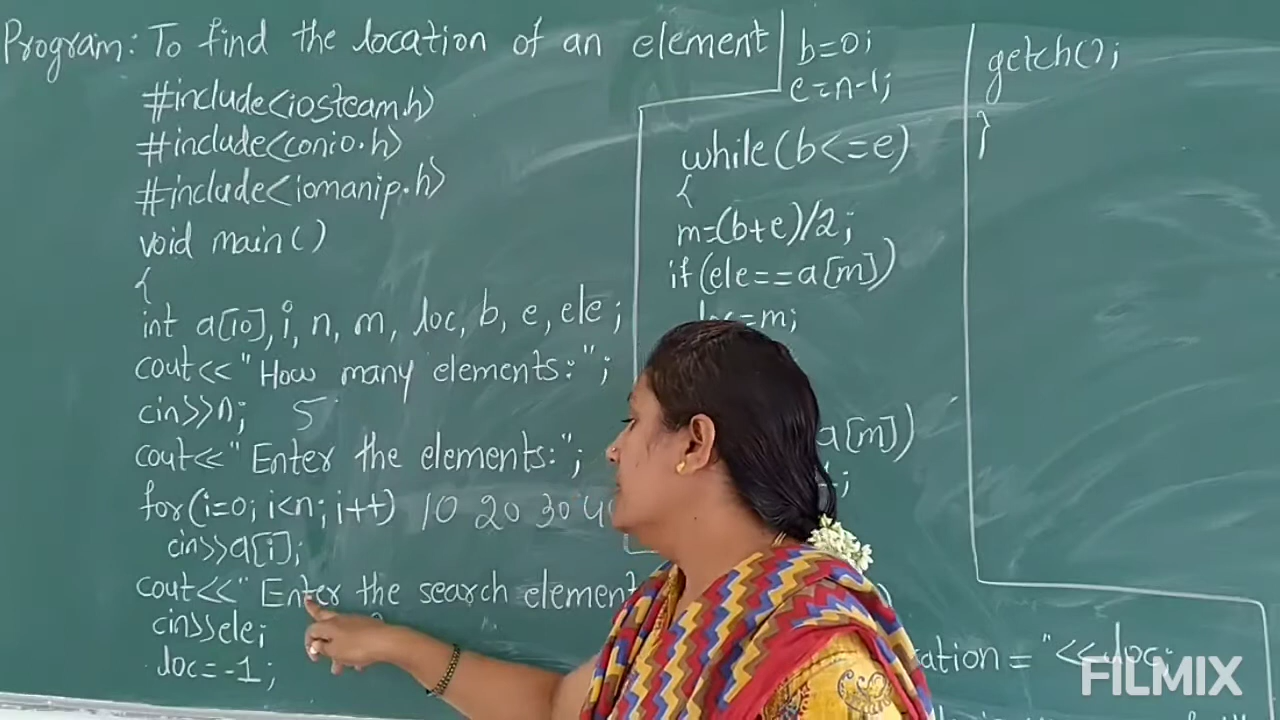 Program: To find the location of an element
#include<iosteam.h>
#include<conio.h>
#include<iomanip.h>
void main()
{
int a[10], i, n, m, loc, b, e, ele;
cout<<"How many elements:";
cin>>n; 5
cout<<"Enter the elements:";
for(i=0; i<n; i++) 10 20 30
cin>>a[i];
cout<<"Enter the search element
cin>>ele;
loc=-1;
b=0;
e=n-1;
while(b<=e)
{
m=(b+e)/2;
if(ele==a[m])
loc=m;
a[m])
;
)
="<<loc;
getch();
}
FILMIX